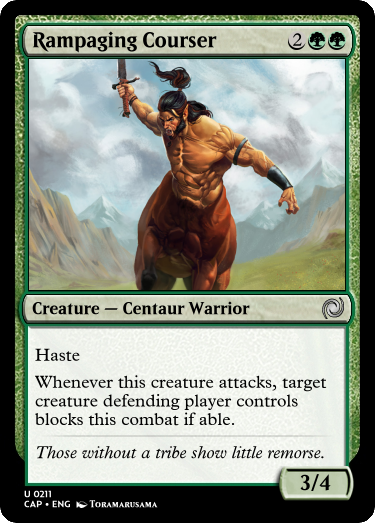 Rampaging Courser 2
Creature — Centaur Warrior
Haste
Whenever this creature attacks, target
creature defending player controls
blocks this combat if able.
Those without a tribe show little remorse.
3/4
U 0211
CAP • ENG Toramarusama